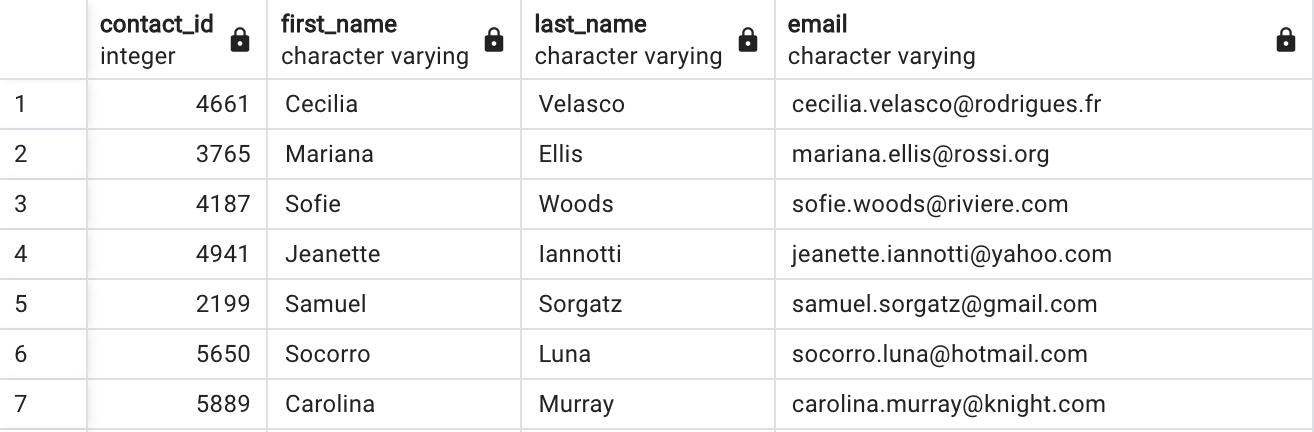 contact_id first_name last_name email
integer character varying character varying character varying
1 4661 Cecilia Velasco cecilia.velasco@rodrigues.fr
2 3765 Mariana Ellis mariana.ellis@rossi.org
3 4187 Sofie Woods sofie.woods@riviere.com
4 4941 Jeanette Iannotti jeanette.iannotti@yahoo.com
5 2199 Samuel Sorgatz samuel.sorgatz@gmail.com
6 5650 Socorro Luna socorro.luna@hotmail.com
7 5889 Carolina Murray carolina.murray@knight.com